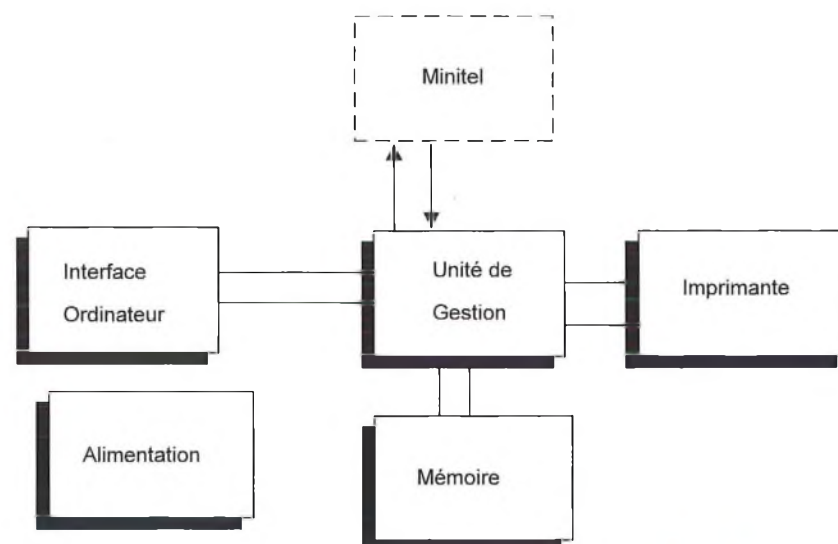 Minitel
Interface
Ordinateur
Unité de
Gestion
Imprimante
Alimentation
Mémoire